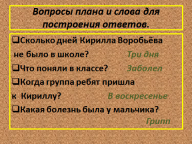 Вопросы плана и слова для
построения ответов.
❑Сколько дней Кирилла Воробьёва
не было в школе? Три дня
❑Что поняли в классе? Заболел
❑Когда группа ребят пришла
к Кириллу? В воскресенье
❑Какая болезнь была у мальчика?
Грипп